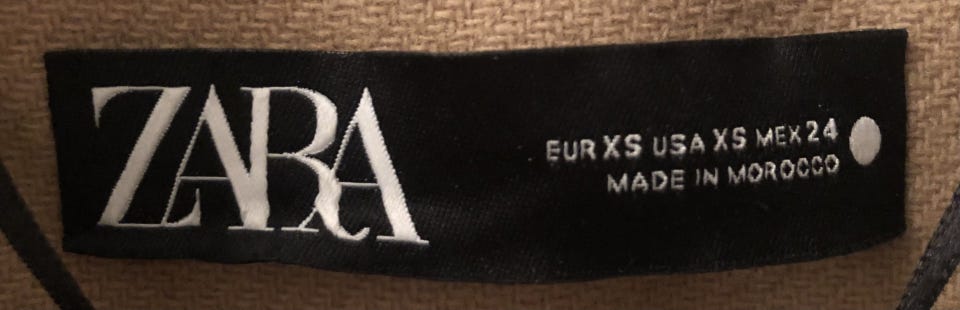 ZARA
EUR XS USA XS MEX 24
MADE IN MOROCCO